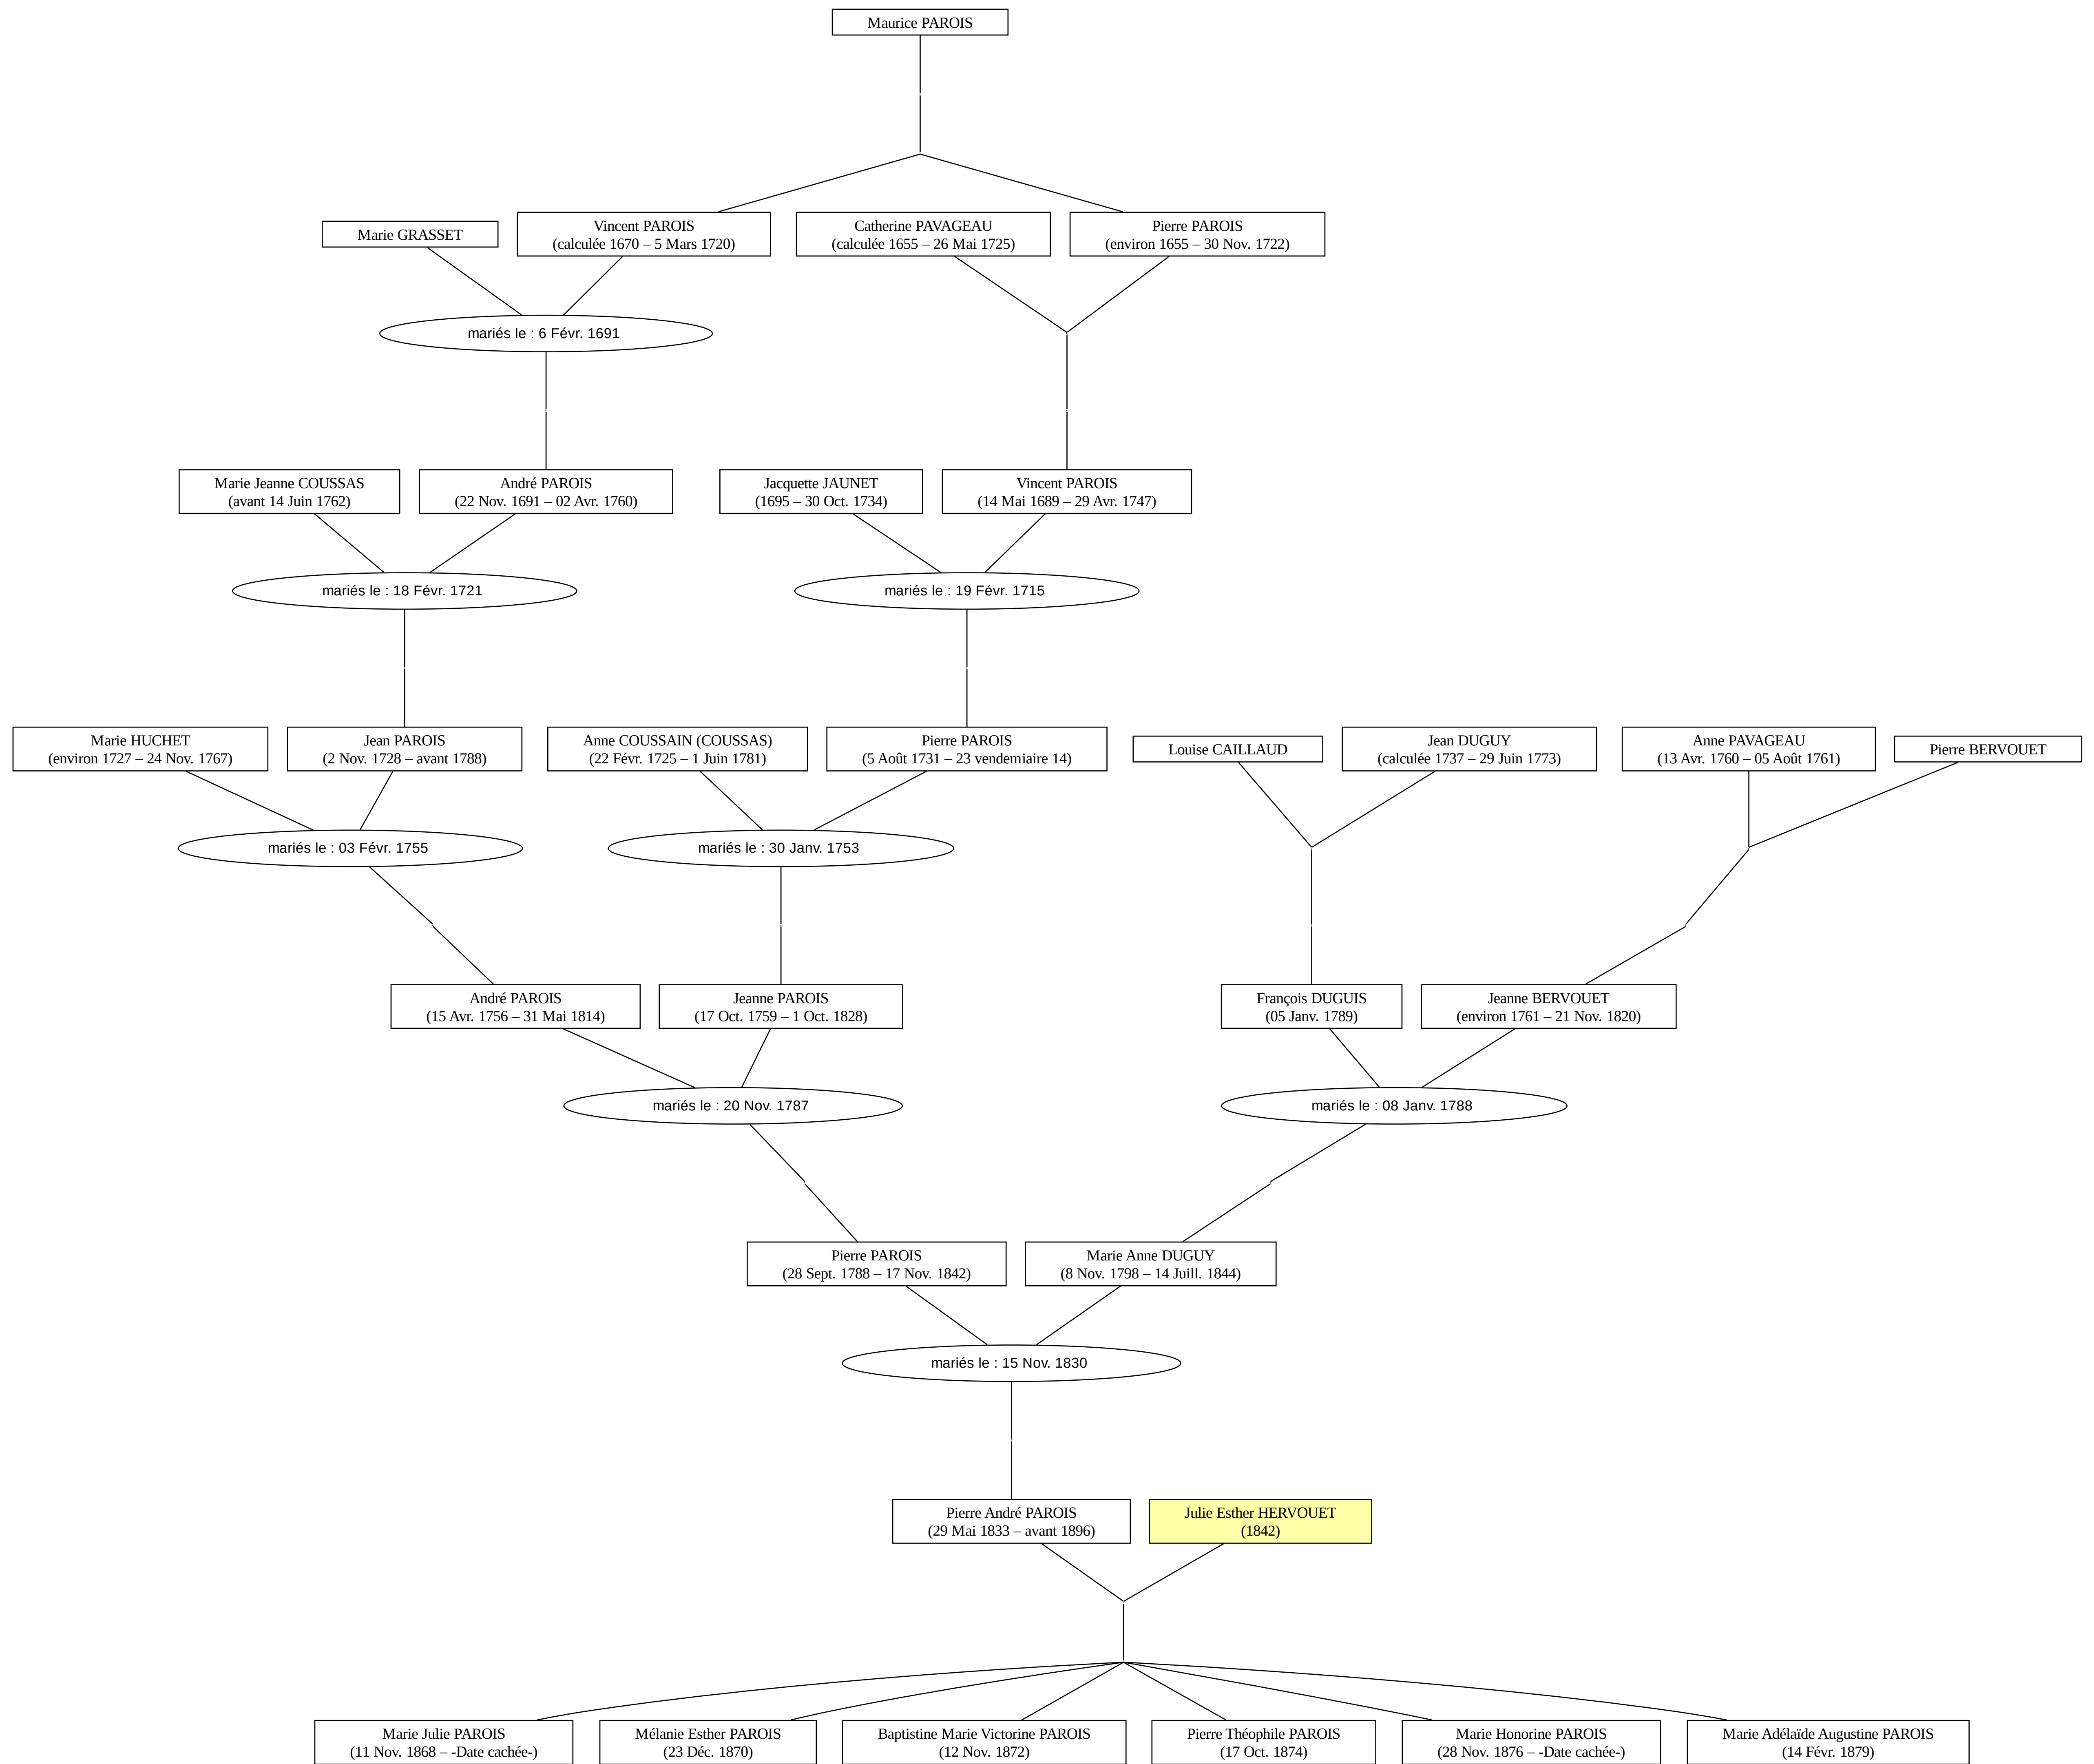 Maurice PAROIS
Marie GRASSET
Vincent PAROIS
(calculée 1670 – 5 Mars 1720)
Catherine PAVAGEAU
(calculée 1655 – 26 Mai 1725)
Pierre PAROIS
(environ 1655 – 30 Nov. 1722)
mariés le : 6 Févr. 1691
Marie Jeanne COUSSAS
(avant 14 Juin 1762)
André PAROIS
(22 Nov. 1691 – 02 Avr. 1760)
Jacquette JAUNET
(1695 – 30 Oct. 1734)
Vincent PAROIS
(14 Mai 1689 – 29 Avr. 1747)
mariés le : 18 Févr. 1721
mariés le : 19 Févr. 1715
Marie HUCHET
(environ 1727 – 24 Nov. 1767)
Jean PAROIS
(2 Nov. 1728 – avant 1788)
Anne COUSSAIN (COUSSAS)
(22 Févr. 1725 – 1 Juin 1781)
Pierre PAROIS
(5 Août 1731 – 23 vendemiaire 14)
Louise CAILLAUD
Jean DUGUY
(calculée 1737 – 29 Juin 1773)
Anne PAVAGEAU
(13 Avr. 1760 – 05 Août 1761)
Pierre BERVOUET
mariés le : 03 Févr. 1755
mariés le : 30 Janv. 1753
André PAROIS
(15 Avr. 1756 – 31 Mai 1814)
Jeanne PAROIS
(17 Oct. 1759 – 1 Oct. 1828)
François DUGUIS
(05 Janv. 1789)
Jeanne BERVOUET
(environ 1761 – 21 Nov. 1820)
mariés le : 20 Nov. 1787
mariés le : 08 Janv. 1788
Pierre PAROIS
(28 Sept. 1788 – 17 Nov. 1842)
Marie Anne DUGUY
(8 Nov. 1798 – 14 Juill. 1844)
mariés le : 15 Nov. 1830
Pierre André PAROIS
(29 Mai 1833 – avant 1896)
Julie Esther HERVOUET
(1842)
Marie Julie PAROIS
(11 Nov. 1868 – -Date cachée-)
Mélanie Esther PAROIS
(23 Déc. 1870)
Baptistine Marie Victorine PAROIS
(12 Nov. 1872)
Pierre Théophile PAROIS
(17 Oct. 1874)
Marie Honorine PAROIS
(28 Nov. 1876 – -Date cachée-)
Marie Adélaïde Augustine PAROIS
(14 Févr. 1879)